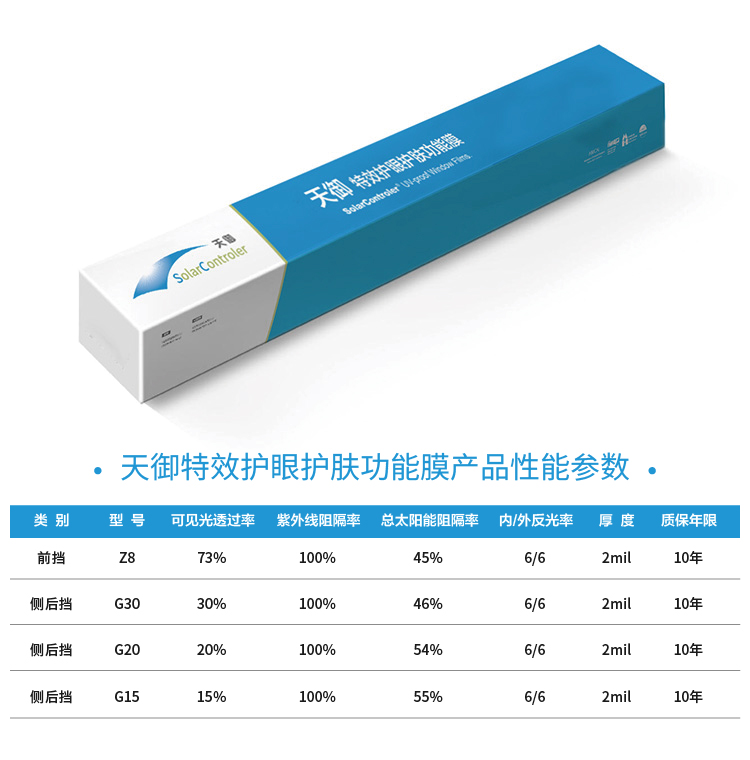 天御 特效护眼护肤功能膜
SolarControler® UV-proof Window Films
天御
SolarControler
• 天御特效护眼护肤功能膜产品性能参数 •
类 别 型 号 可见光透过率 紫外线阻隔率 总太阳能阻隔率 内/外反光率 厚 度 质保年限
前挡 Z8 73% 100% 45% 6/6 2mil 10年
侧后挡 G30 30% 100% 46% 6/6 2mil 10年
侧后挡 G20 20% 100% 54% 6/6 2mil 10年
侧后挡 G15 15% 100% 55% 6/6 2mil 10年